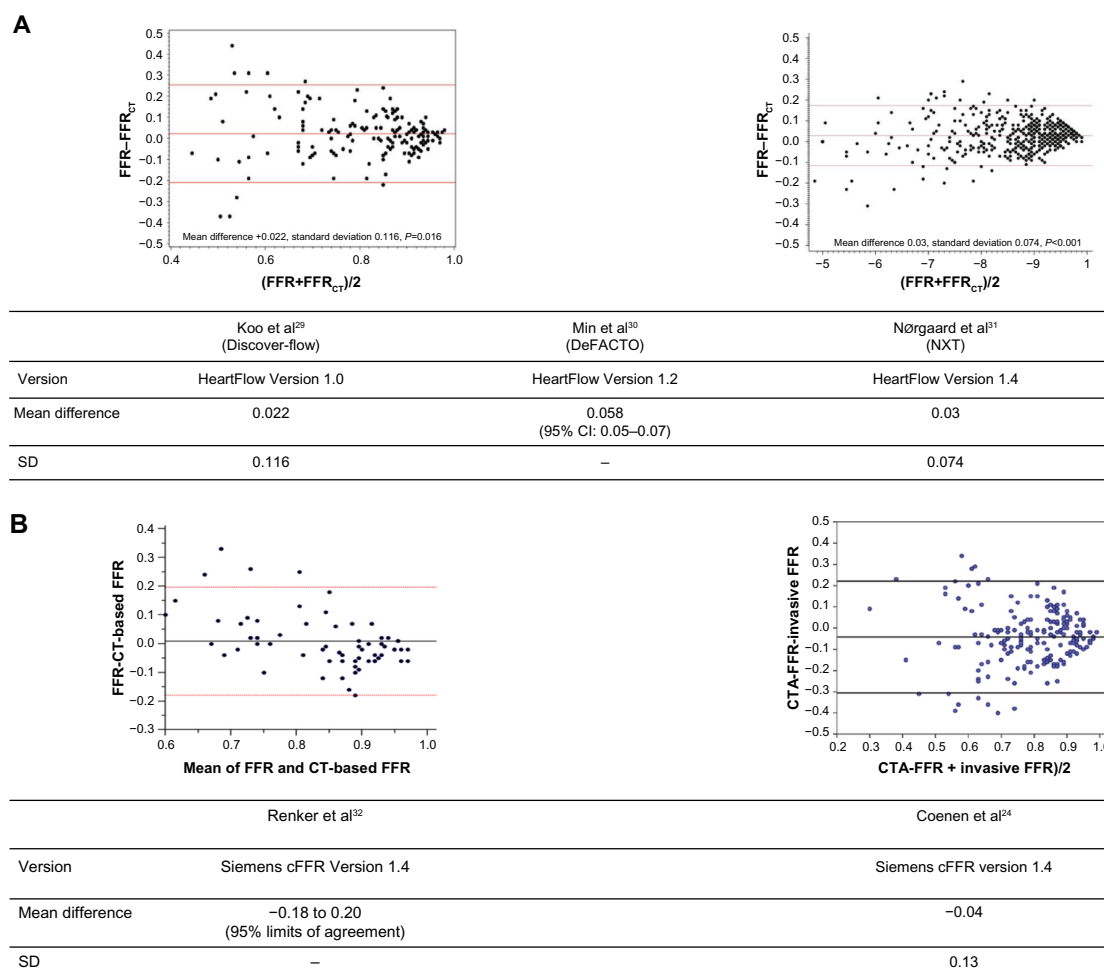 A
0.5
0.4
0.3
0.2
0.1
0.0
−0.1
−0.2
−0.3
−0.4
−0.5
FFR–FFRCT
Mean difference +0.022, standard deviation 0.116, P=0.016
0.4 0.6 0.8 1.0
(FFR+FFRCT)/2
0.5
0.4
0.3
0.2
0.1
0.0
−0.1
−0.2
−0.3
−0.4
−0.5
FFR–FFRCT
Mean difference 0.03, standard deviation 0.074, P<0.001
−5 −6 −7 −8 −9 1
(FFR+FFRCT)/2
Koo et al29 Min et al30 Nørgaard et al31
(Discover-flow) (DeFACTO) (NXT)
Version HeartFlow Version 1.0 HeartFlow Version 1.2 HeartFlow Version 1.4
Mean difference 0.022 0.058 0.03
(95% CI: 0.05–0.07)
SD 0.116 – 0.074
B
0.4
0.3
0.2
0.1
0.0
−0.1
−0.2
−0.3
FFR-CT-based FFR
0.6 0.7 0.8 0.9 1.0
Mean of FFR and CT-based FFR
0.5
0.4
0.3
0.2
0.1
0.0
−0.1
−0.2
−0.3
−0.4
−0.5
CTA-FFR-invasive FFR
0.2 0.3 0.4 0.5 0.6 0.7 0.8 0.9 1.0
CTA-FFR + invasive FFR)/2
Renker et al32 Coenen et al24
Version Siemens cFFR Version 1.4 Siemens cFFR version 1.4
Mean difference −0.18 to 0.20 −0.04
(95% limits of agreement)
SD – 0.13